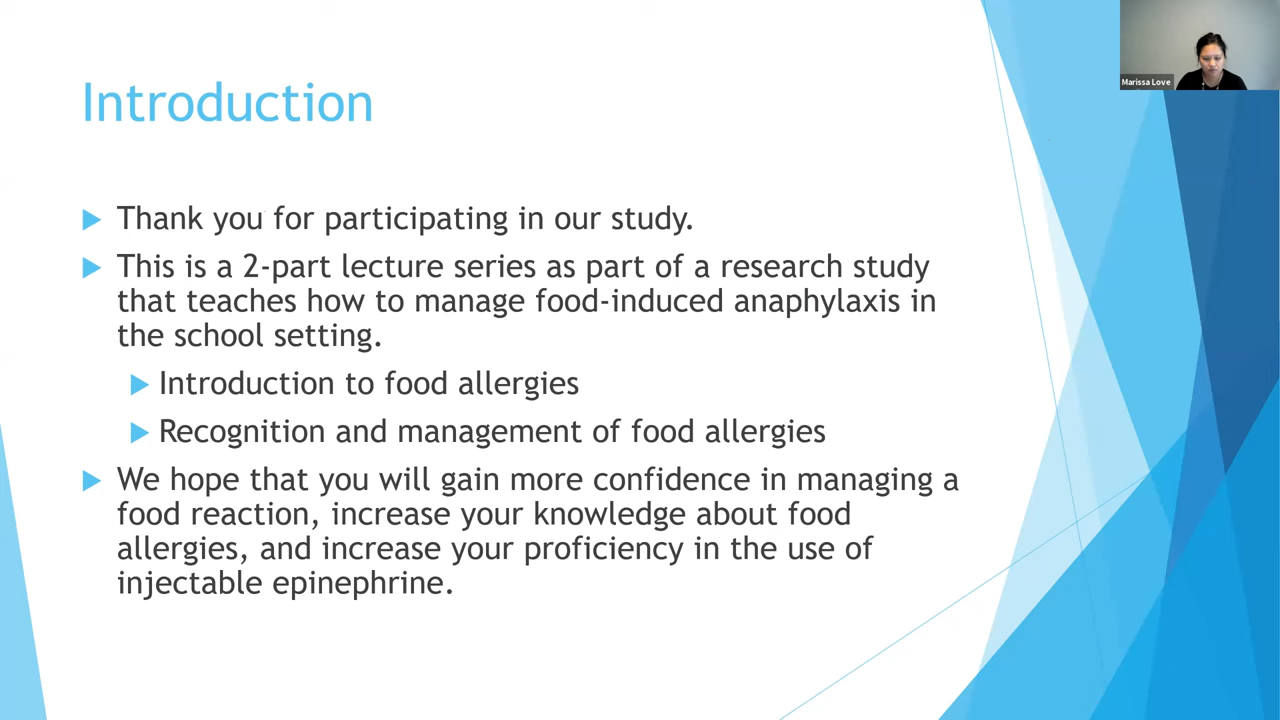 Marissa Love
Introduction
Thank you for participating in our study.
This is a 2-part lecture series as part of a research study
that teaches how to manage food-induced anaphylaxis in
the school setting.
Introduction to food allergies
Recognition and management of food allergies
We hope that you will gain more confidence in managing a
food reaction, increase your knowledge about food
allergies, and increase your proficiency in the use of
injectable epinephrine.